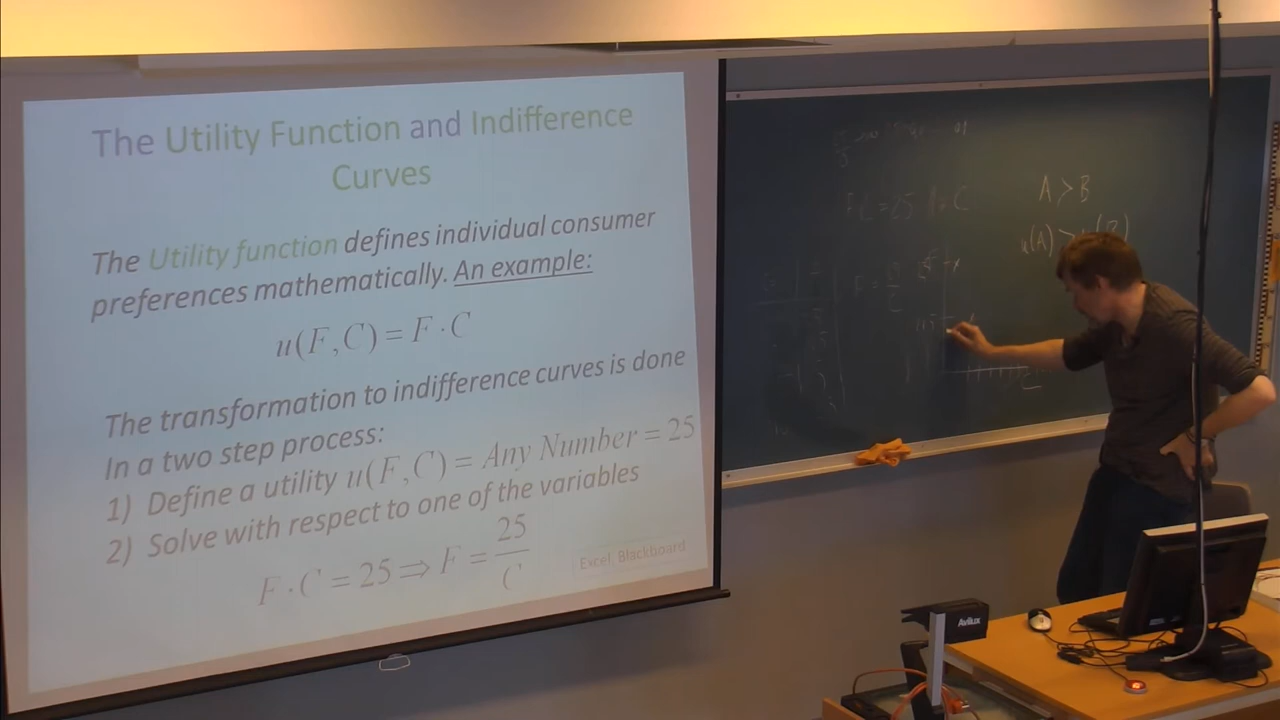 The Utility Function and Indifference
Curves
The Utility function defines individual consumer
preferences mathematically. An example:
u(F,C) = F · C
The transformation to indifference curves is done
In a two step process:
1) Define a utility u(F,C) = Any Number = 25
2) Solve with respect to one of the variables
F · C = 25 ⇒ F = 25/C
Excel, Blackboard
A > B
u(A) >
F·C = 25
Avilux